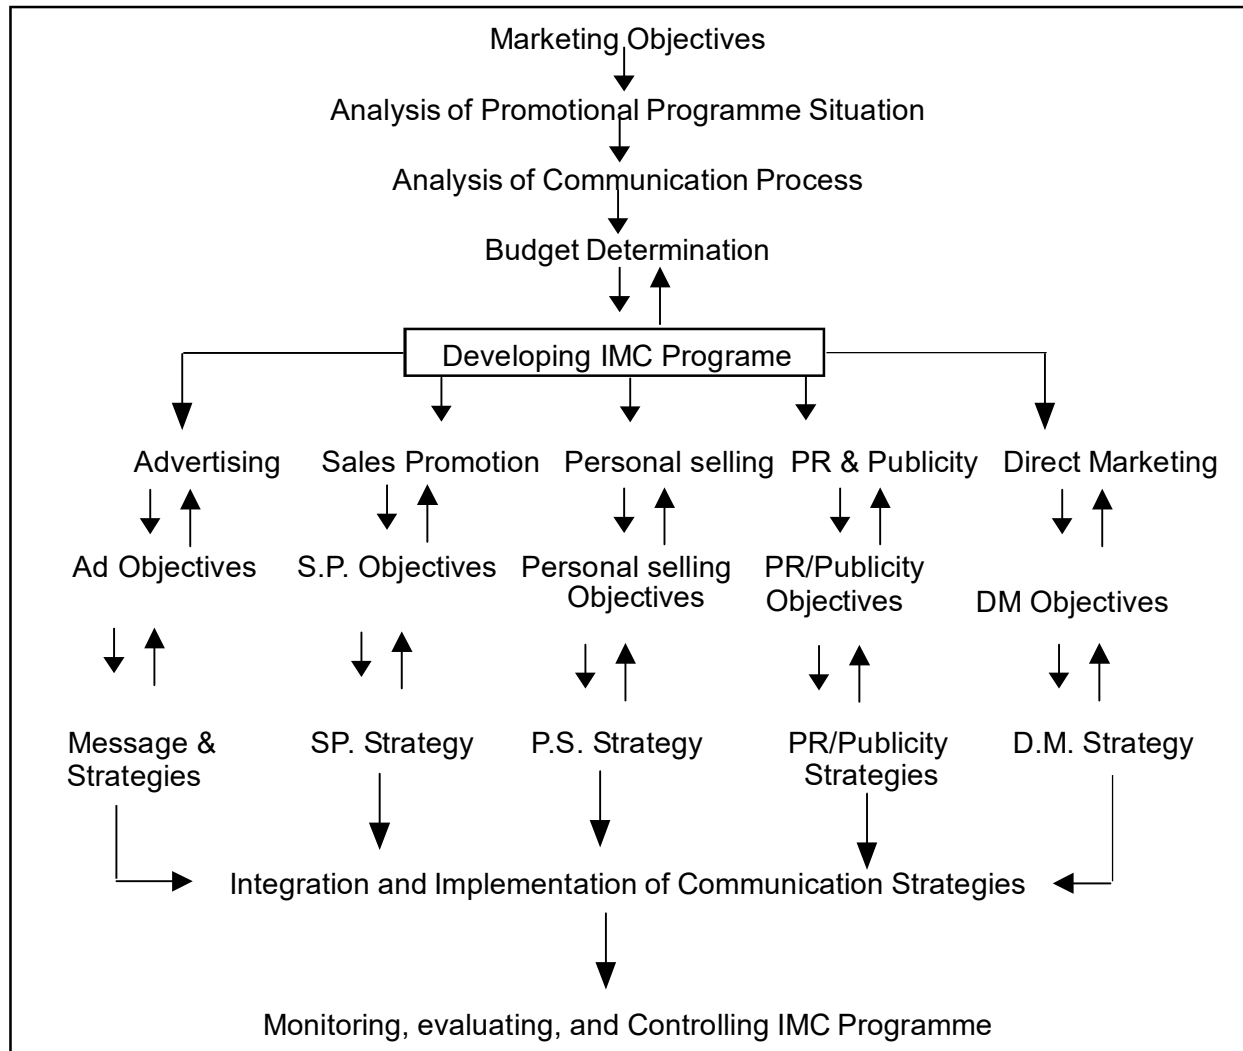 Marketing Objectives
Analysis of Promotional Programme Situation
Analysis of Communication Process
Budget Determination
Developing IMC Programe
Advertising
Sales Promotion
Personal selling
PR & Publicity
Direct Marketing
Ad Objectives
S.P. Objectives
Personal selling
Objectives
PR/Publicity
Objectives
DM Objectives
Message &
Strategies
SP. Strategy
P.S. Strategy
PR/Publicity
Strategies
D.M. Strategy
Integration and Implementation of Communication Strategies
Monitoring, evaluating, and Controlling IMC Programme